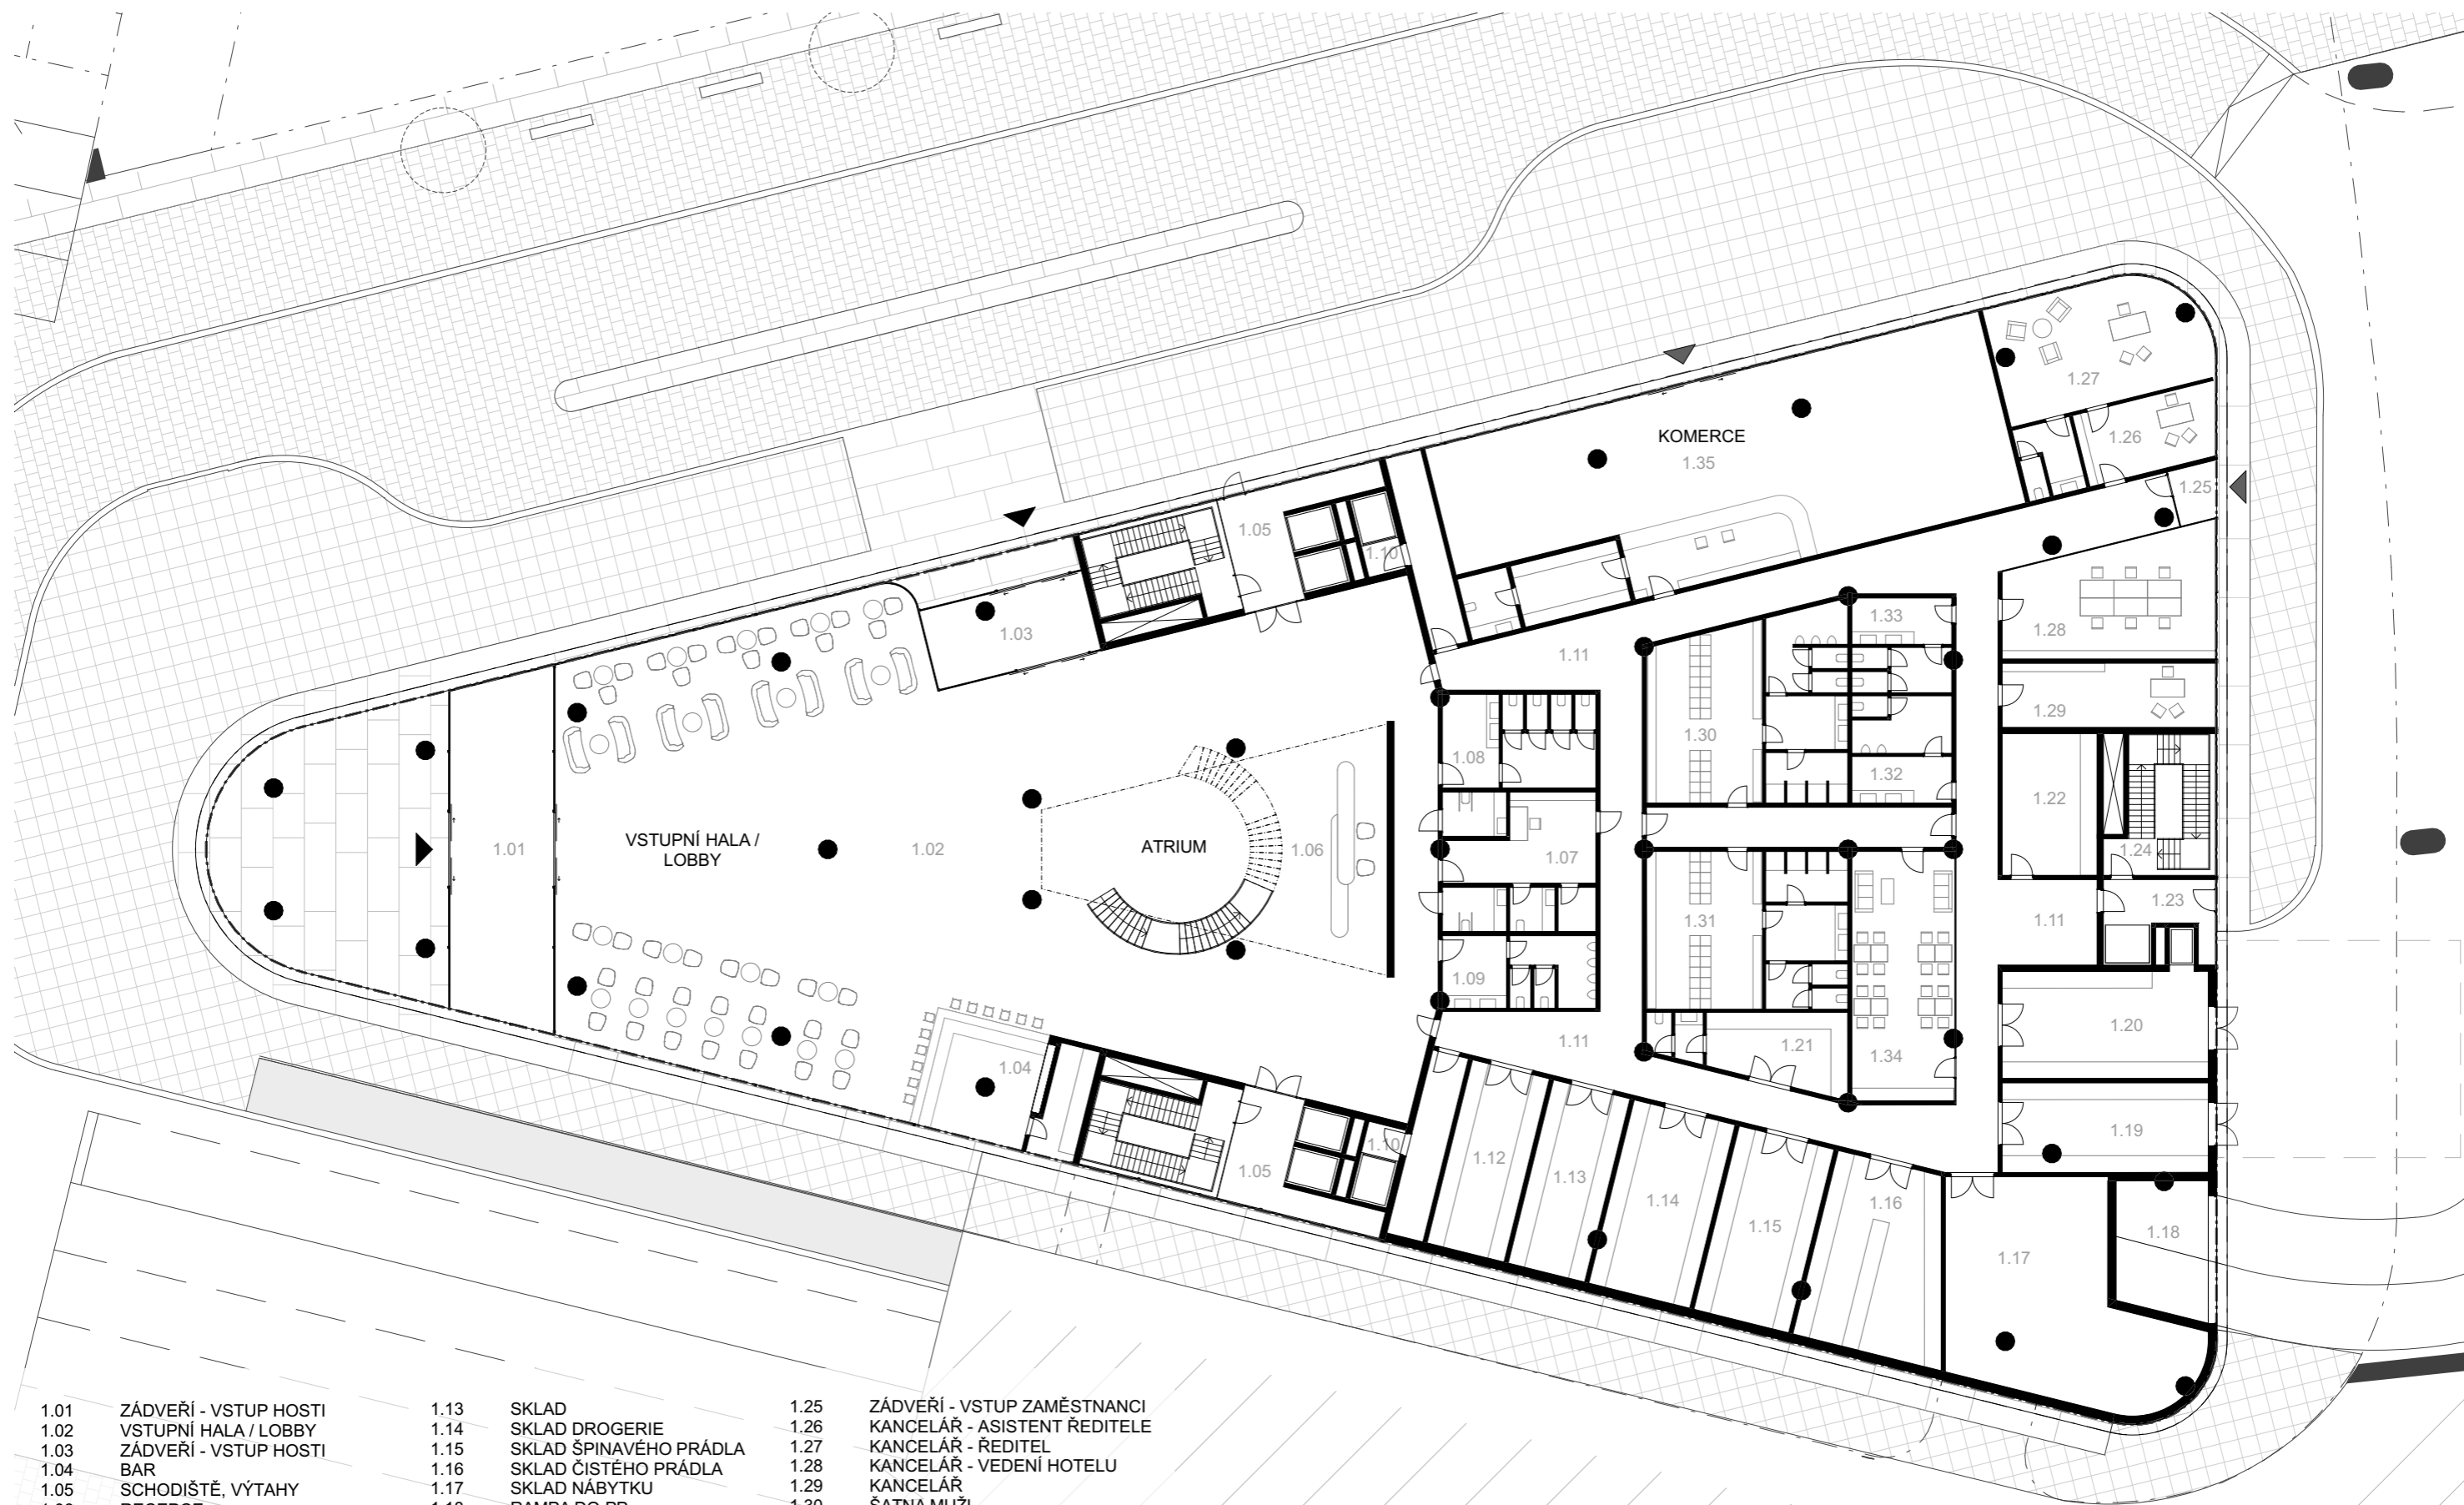 1.27
KOMERCE
1.35
1.26
1.25
1.05
1.10
1.03
1.33
1.28
1.11
1.29
1.30
1.08
1.32
1.22
VSTUPNÍ HALA /
LOBBY
1.01
1.02
ATRIUM
1.06
1.07
1.24
1.23
1.31
1.11
1.09
1.20
1.11
1.21
1.34
1.04
1.19
1.10
1.05
1.12
1.13
1.14
1.15
1.16
1.18
1.17
1.01 ZÁDVEŘÍ - VSTUP HOSTI
1.02 VSTUPNÍ HALA / LOBBY
1.03 ZÁDVEŘÍ - VSTUP HOSTI
1.04 BAR
1.05 SCHODIŠTĚ, VÝTAHY
1.13 SKLAD
1.14 SKLAD DROGERIE
1.15 SKLAD ŠPINAVÉHO PRÁDLA
1.16 SKLAD ČISTÉHO PRÁDLA
1.17 SKLAD NÁBYTKU
1.25 ZÁDVEŘÍ - VSTUP ZAMĚSTNANCI
1.26 KANCELÁŘ - ASISTENT ŘEDITELE
1.27 KANCELÁŘ - ŘEDITEL
1.28 KANCELÁŘ - VEDENÍ HOTELU
1.29 KANCELÁŘ
1.30 ŠATNA MUŽI